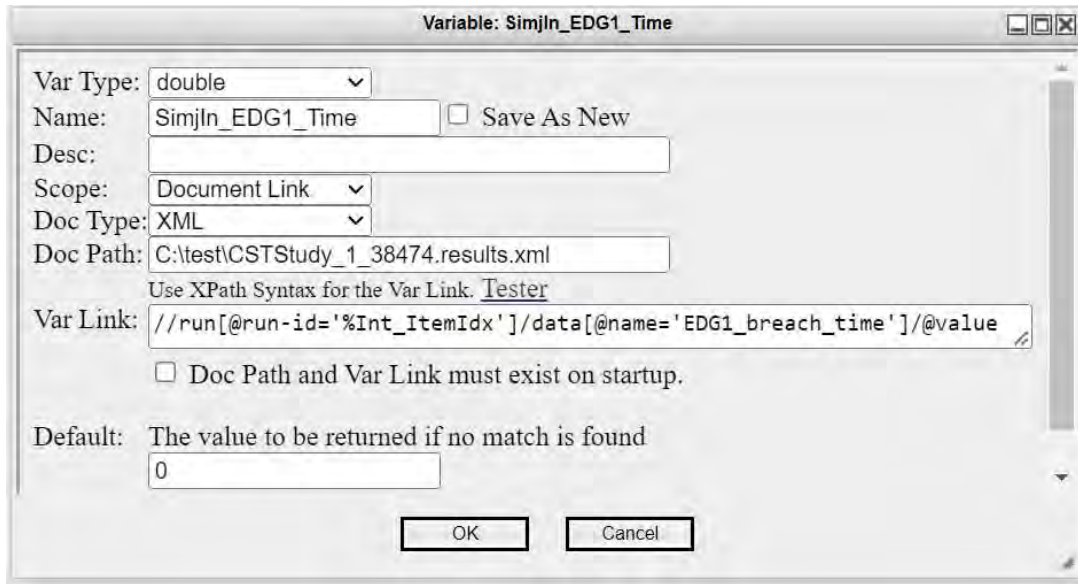 Variable: SimjIn_EDG1_Time
Var Type: double
Name: SimjIn_EDG1_Time Save As New
Desc:
Scope: Document Link
Doc Type: XML
Doc Path: C:\test\CSTStudy_1_38474.results.xml
Use XPath Syntax for the Var Link. Tester
Var Link: //run[@run-id='%Int_ItemIdx']/data[@name='EDG1_breach_time']/@value
Doc Path and Var Link must exist on startup.
Default: The value to be returned if no match is found
0
OK Cancel